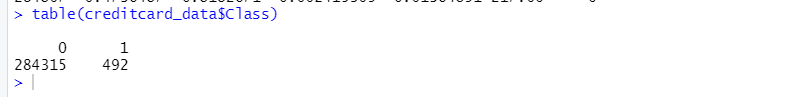 > table(creditcard_data$Class)
0 1
284315 492
>